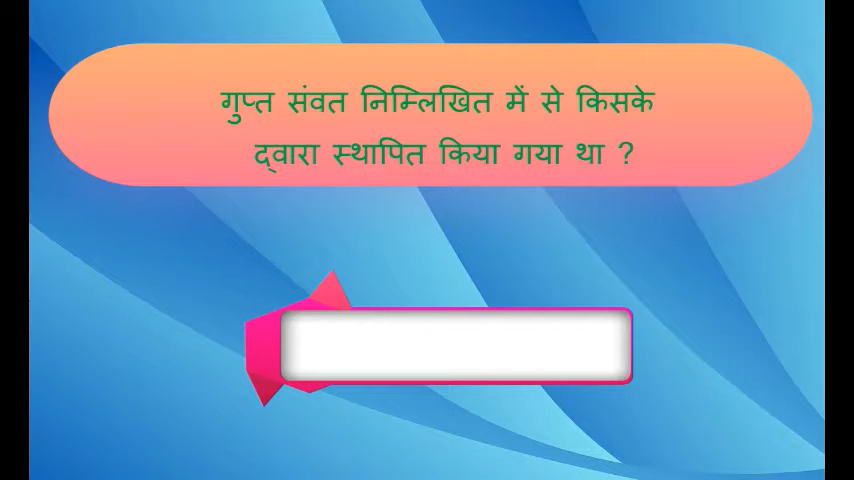 गुप्त संवत निम्लिखित में से किसके
द्वारा स्थापित किया गया था ?